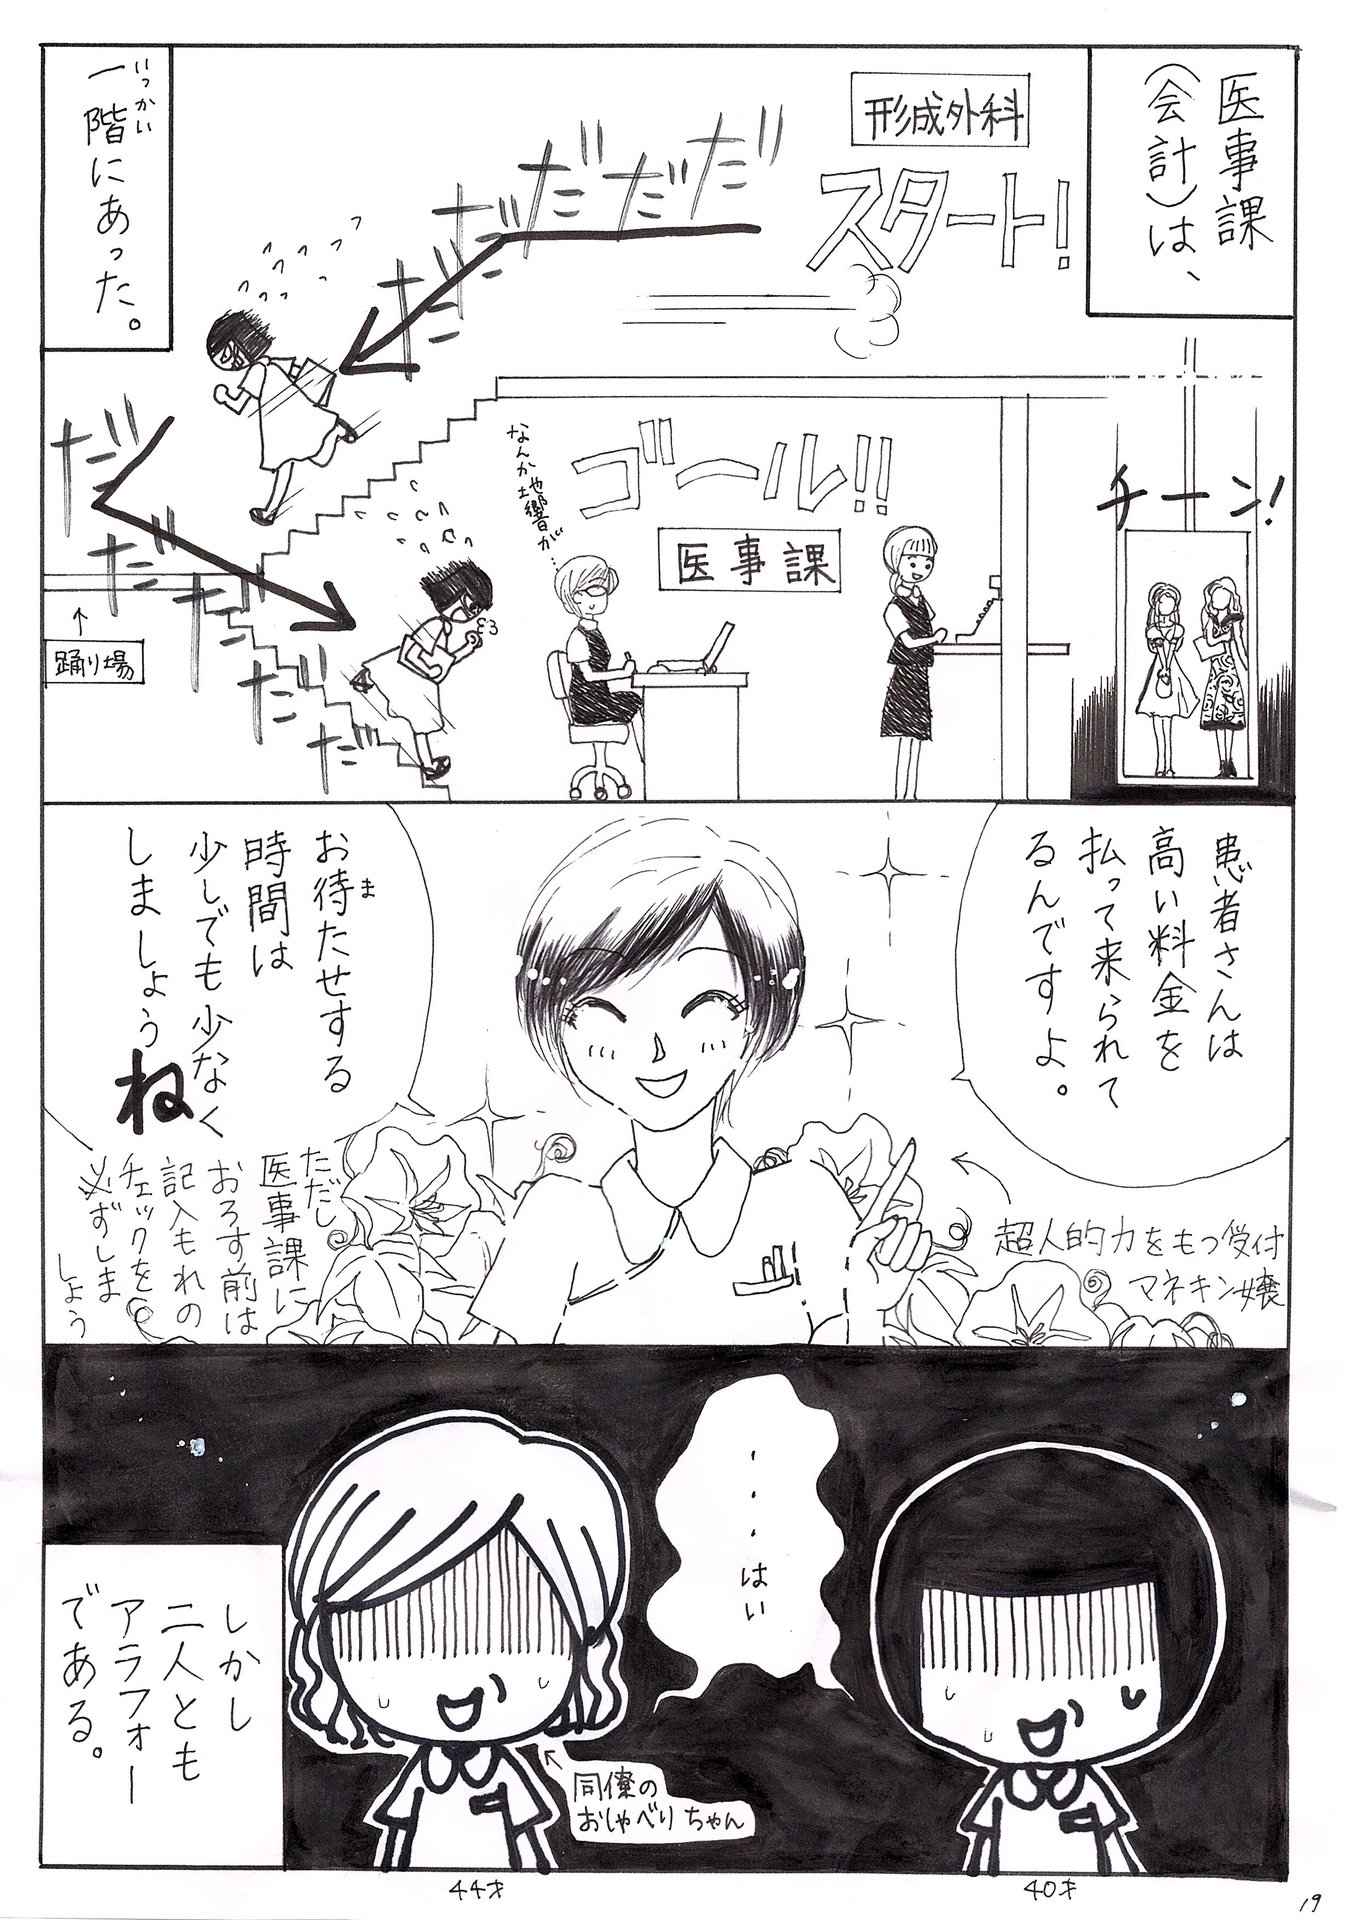 医事課
（会計）は、
形成外科
スタート！
だだだだだだ
いっかい
一階にあった。
だだだだだ
踊り場
なんか地響が…
ゴール!!
医事課
チーン！
患者さんは
高い料金を
払って来られて
るんですよ。
超人的力をもつ受付
マネキン嬢
お待たせする
ま
時間は
少しでも少なく
しましょうね
ただし
医事課に
おろす前は
記入もれの
チェックを
必ずしま
しょう
・・・・はい
同僚の
おしゃべりちゃん
しかし
二人とも
アラフォー
である。
44才
40才
19